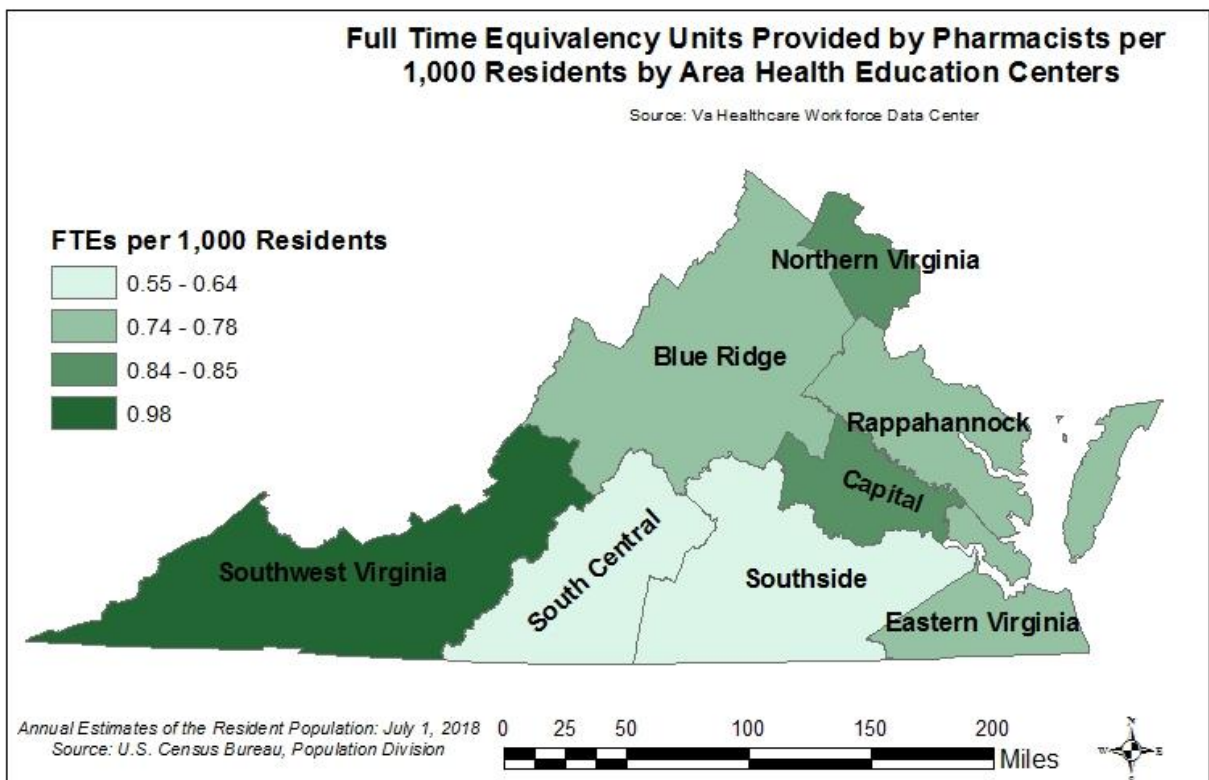 Full Time Equivalency Units Provided by Pharmacists per
1,000 Residents by Area Health Education Centers
Source: Va Healthcare Workforce Data Center
FTEs per 1,000 Residents
0.55 - 0.64
0.74 - 0.78
0.84 - 0.85
0.98
Northern Virginia
Blue Ridge
Rappahannock
Capital
South Central
Southwest Virginia
Southside
Eastern Virginia
Annual Estimates of the Resident Population: July 1, 2018
Source: U.S. Census Bureau, Population Division
0 25 50 100 150 200
Miles
N
W E
S